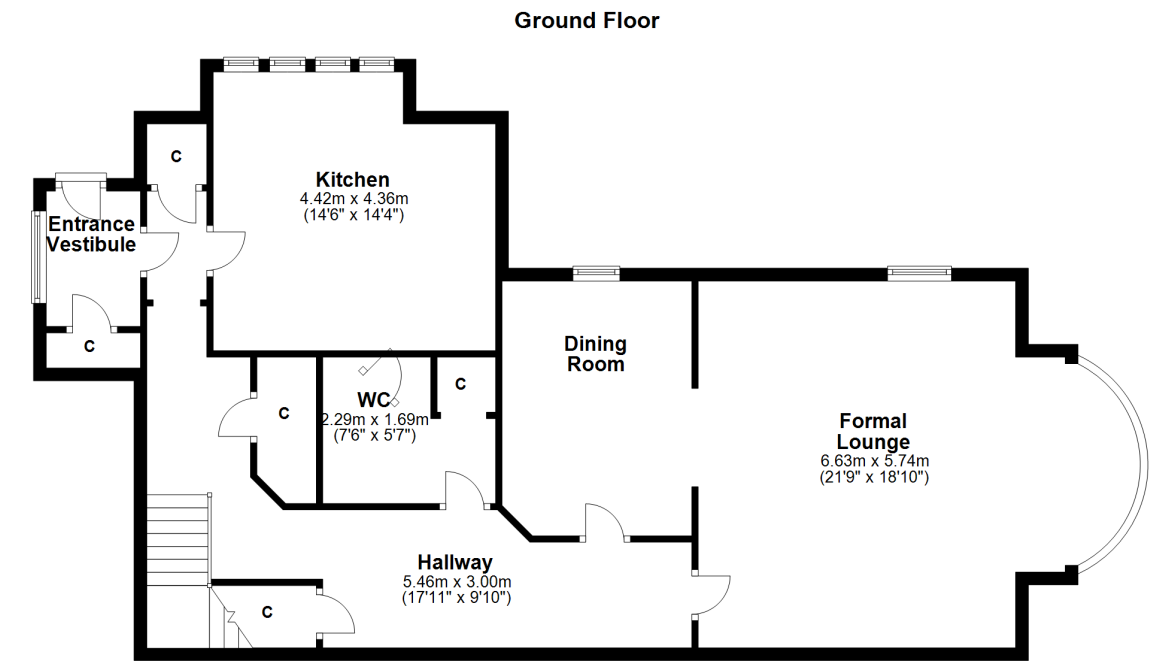 Ground Floor
C
Kitchen
4.42m x 4.36m
(14'6" x 14'4")
Entrance
Vestibule
C
Dining
Room
C
WC
2.29m x 1.69m
(7'6" x 5'7")
C
Formal
Lounge
6.63m x 5.74m
(21'9" x 18'10")
Hallway
5.46m x 3.00m
(17'11" x 9'10")
C